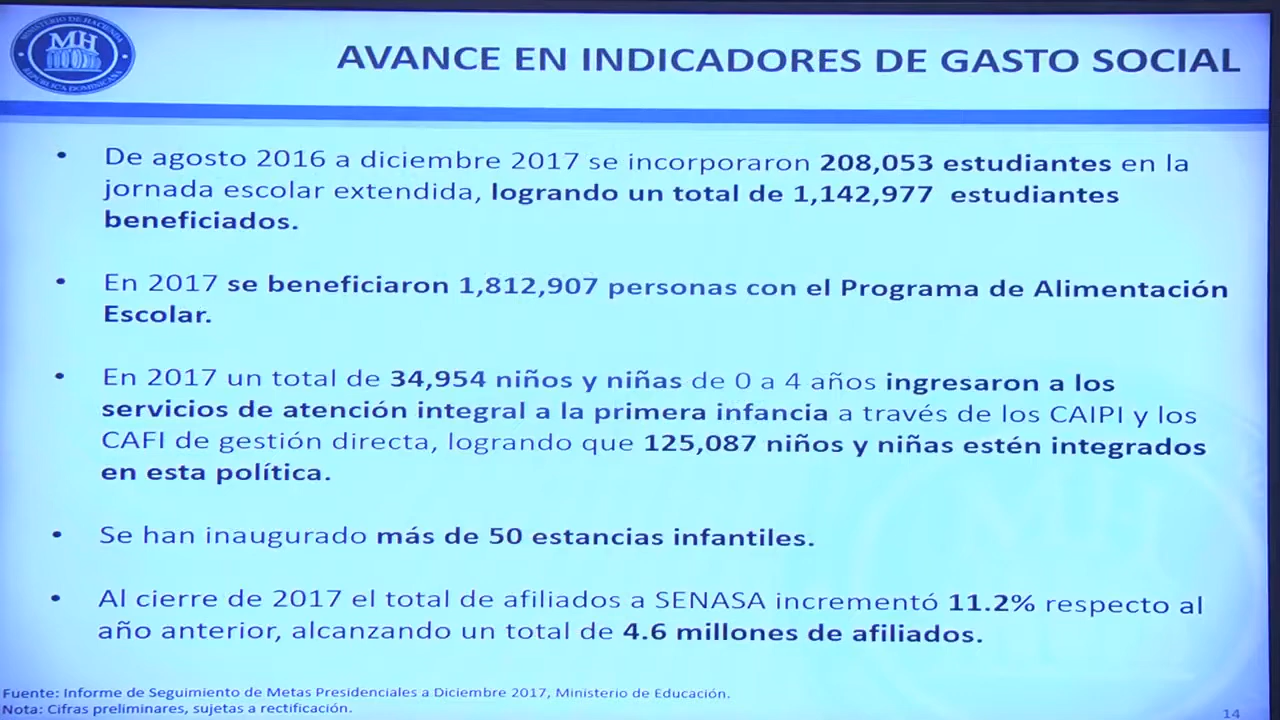 MINISTERIO DE HACIENDA
MH
REPÚBLICA DOMINICANA
AVANCE EN INDICADORES DE GASTO SOCIAL
• De agosto 2016 a diciembre 2017 se incorporaron 208,053 estudiantes en la
jornada escolar extendida, logrando un total de 1,142,977 estudiantes
beneficiados.
• En 2017 se beneficiaron 1,812,907 personas con el Programa de Alimentación
Escolar.
• En 2017 un total de 34,954 niños y niñas de 0 a 4 años ingresaron a los
servicios de atención integral a la primera infancia a través de los CAIPI y los
CAFI de gestión directa, logrando que 125,087 niños y niñas estén integrados
en esta política.
• Se han inaugurado más de 50 estancias infantiles.
• Al cierre de 2017 el total de afiliados a SENASA incrementó 11.2% respecto al
año anterior, alcanzando un total de 4.6 millones de afiliados.
Fuente: Informe de Seguimiento de Metas Presidenciales a Diciembre 2017, Ministerio de Educación.
Nota: Cifras preliminares, sujetas a rectificación.
14